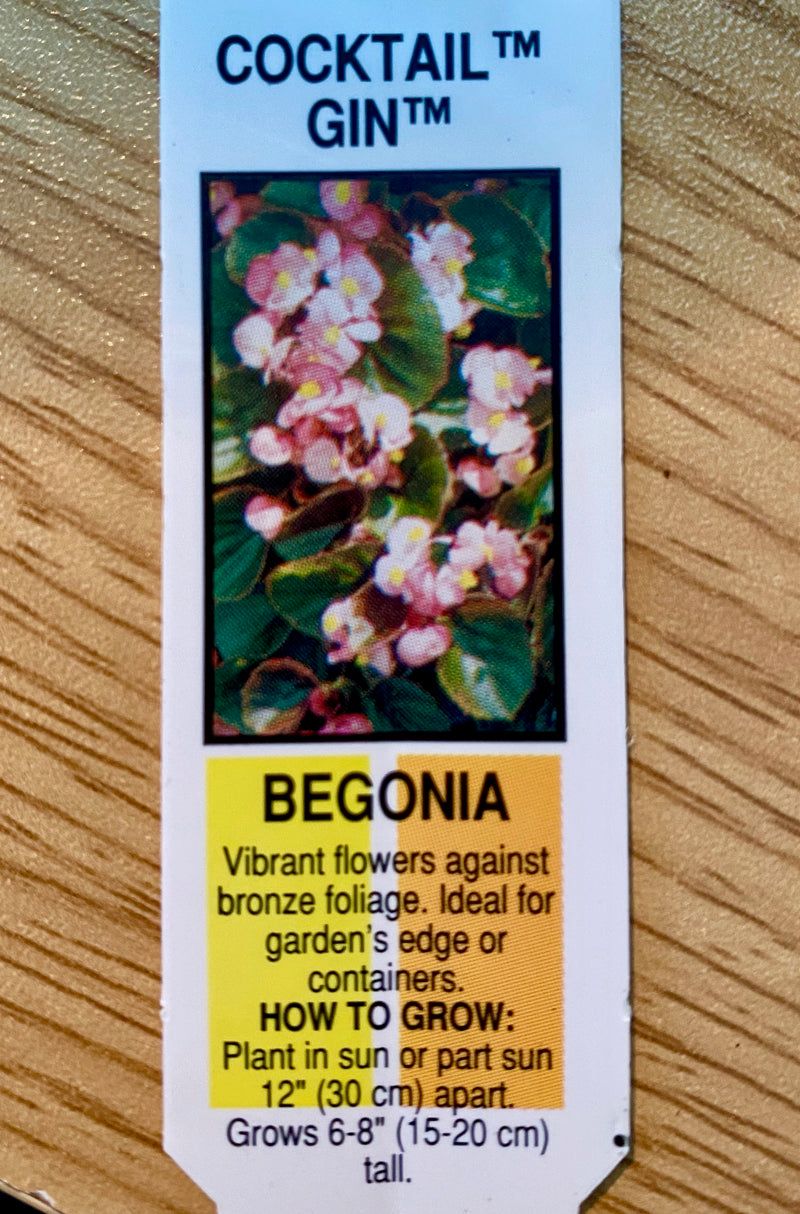 COCKTAIL™
GIN™
BEGONIA
Vibrant flowers against
bronze foliage. Ideal for
garden's edge or
containers.
HOW TO GROW:
Plant in sun or part sun
12" (30 cm) apart.
Grows 6-8" (15-20 cm)
tall.